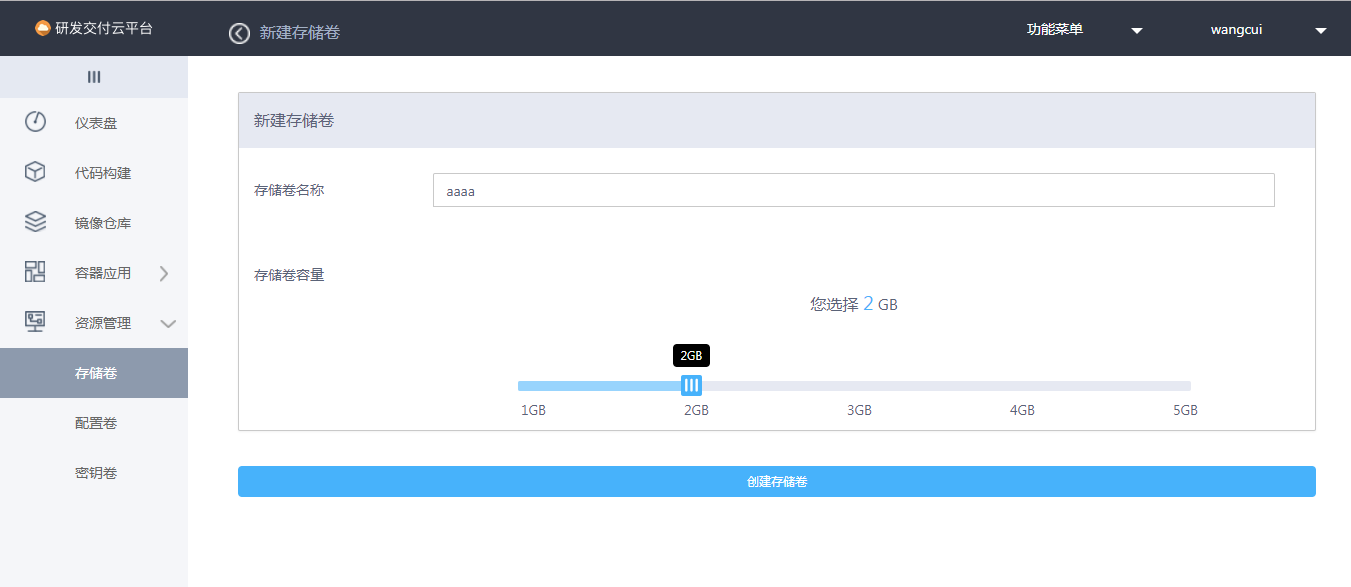 研发交付云平台
新建存储卷
功能菜单
wangcui
仪表盘
代码构建
镜像仓库
容器应用
资源管理
存储卷
配置卷
密钥卷
新建存储卷
存储卷名称
aaaa
存储卷容量
您选择 2 GB
2GB
1GB 2GB 3GB 4GB 5GB
创建存储卷